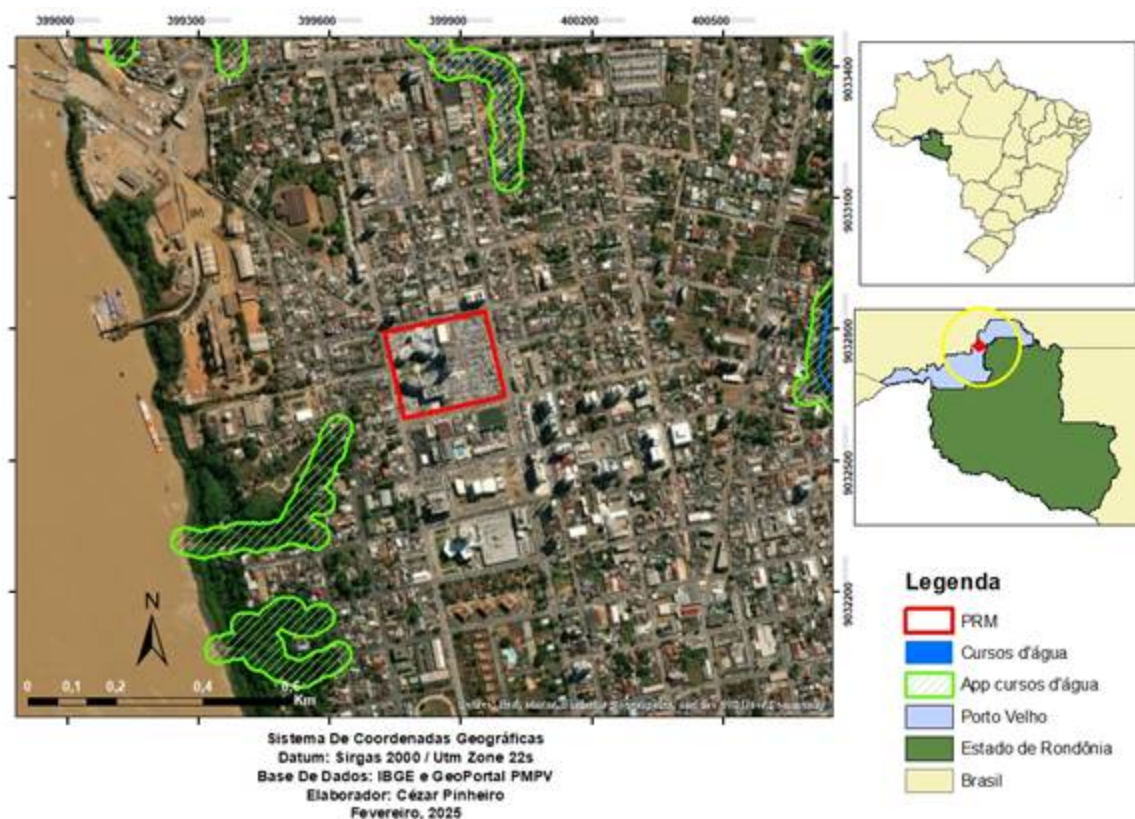 399000 399300 399600 399900 400200 400500
9033400
9033100
9032800
9032500
9032200
N
0 0,1 0,2 0,4 0,6
Km
Legenda
PRM
Cursos d'água
App cursos d'água
Porto Velho
Estado de Rondônia
Brasil
Sistema De Coordenadas Geográficas
Datum: Sirgas 2000 / Utm Zone 22s
Base De Dados: IBGE e GeoPortal PMPV
Elaborador: Cézar Pinheiro
Fevereiro, 2025